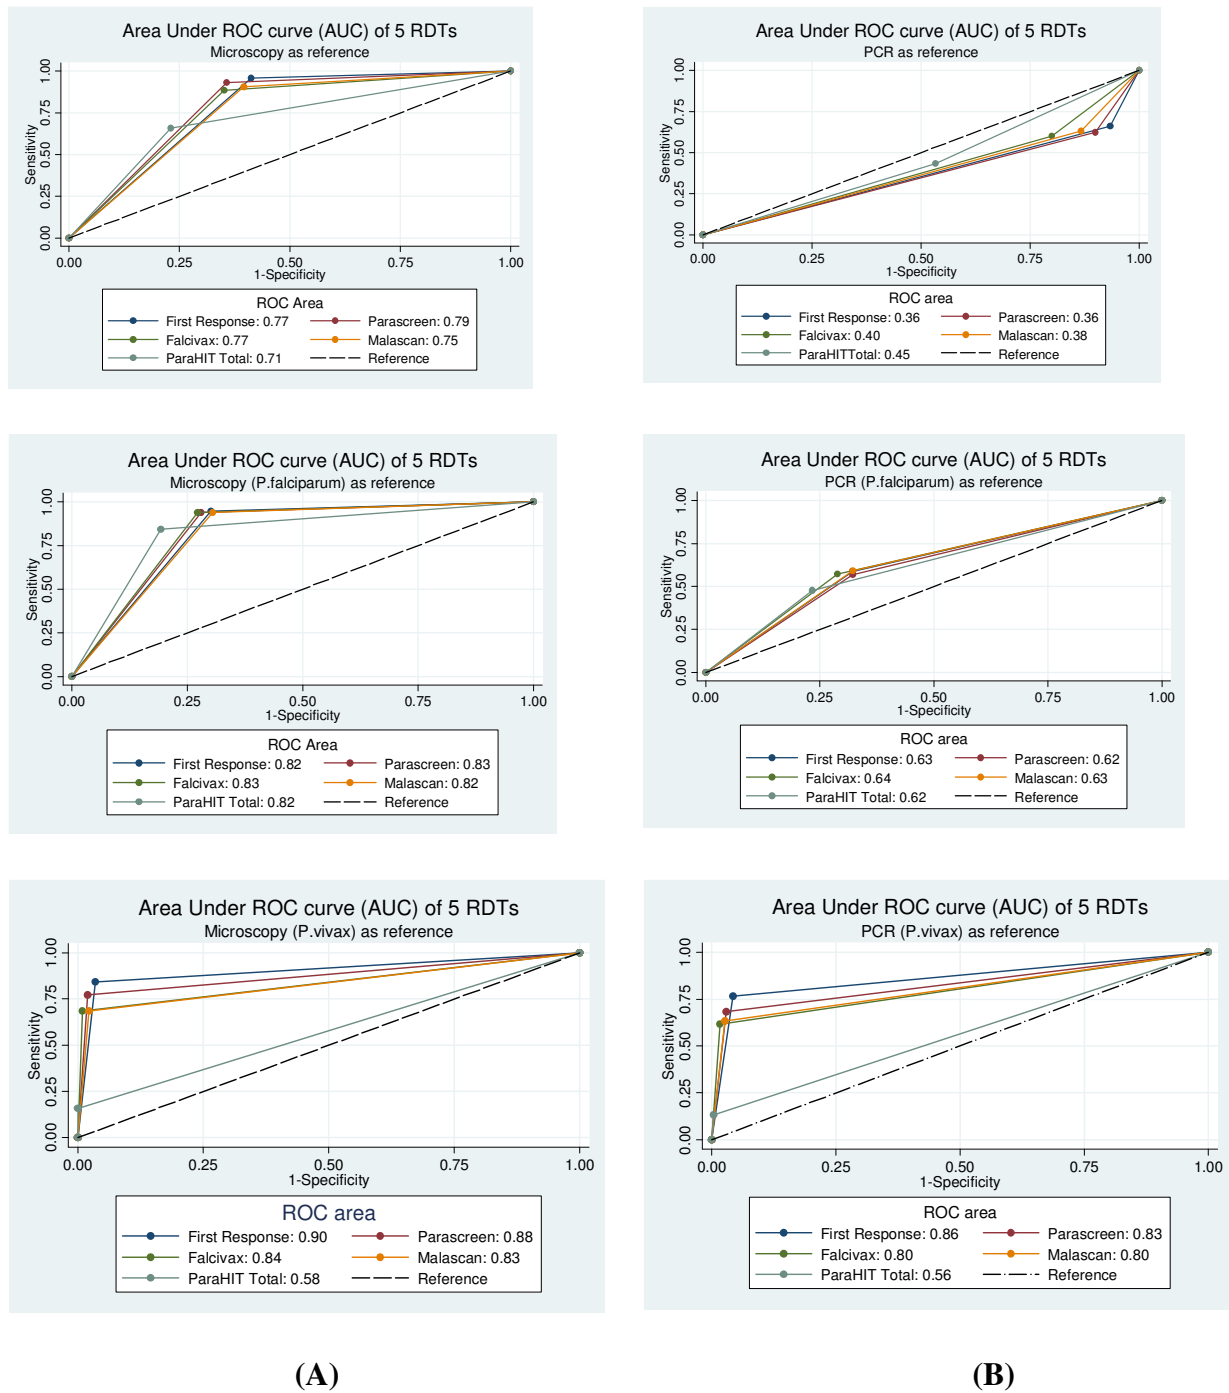 Area Under ROC curve (AUC) of 5 RDTs
Microscopy as reference
Sensitivity
0.00 0.25 0.50 0.75 1.00
0.00 0.25 0.50 0.75 1.00
1-Specificity
ROC Area
First Response: 0.77 Parascreen: 0.79
Falcivax: 0.77 Malascan: 0.75
ParaHIT Total: 0.71 Reference
Area Under ROC curve (AUC) of 5 RDTs
PCR as reference
Sensitivity
0.00 0.25 0.50 0.75 1.00
0.00 0.25 0.50 0.75 1.00
1-Specificity
ROC area
First Response: 0.36 Parascreen: 0.36
Falcivax: 0.40 Malascan: 0.38
ParaHITTotal: 0.45 Reference
Area Under ROC curve (AUC) of 5 RDTs
Microscopy (P.falciparum) as reference
Sensitivity
0.00 0.25 0.50 0.75 1.00
0.00 0.25 0.50 0.75 1.00
1-Specificity
ROC Area
First Response: 0.82 Parascreen: 0.83
Falcivax: 0.83 Malascan: 0.82
ParaHIT Total: 0.82 Reference
Area Under ROC curve (AUC) of 5 RDTs
PCR (P.falciparum) as reference
Sensitivity
0.00 0.25 0.50 0.75 1.00
0.00 0.25 0.50 0.75 1.00
1-Specificity
ROC area
First Response: 0.63 Parascreen: 0.62
Falcivax: 0.64 Malascan: 0.63
ParaHIT Total: 0.62 Reference
Area Under ROC curve (AUC) of 5 RDTs
Microscopy (P.vivax) as reference
Sensitivity
0.00 0.25 0.50 0.75 1.00
0.00 0.25 0.50 0.75 1.00
1-Specificity
ROC area
First Response: 0.90 Parascreen: 0.88
Falcivax: 0.84 Malascan: 0.83
ParaHIT Total: 0.58 Reference
Area Under ROC curve (AUC) of 5 RDTs
PCR (P.vivax) as reference
Sensitivity
0.00 0.25 0.50 0.75 1.00
0.00 0.25 0.50 0.75 1.00
1-Specificity
ROC area
First Response: 0.86 Parascreen: 0.83
Falcivax: 0.80 Malascan: 0.80
ParaHIT Total: 0.56 Reference
(A) (B)